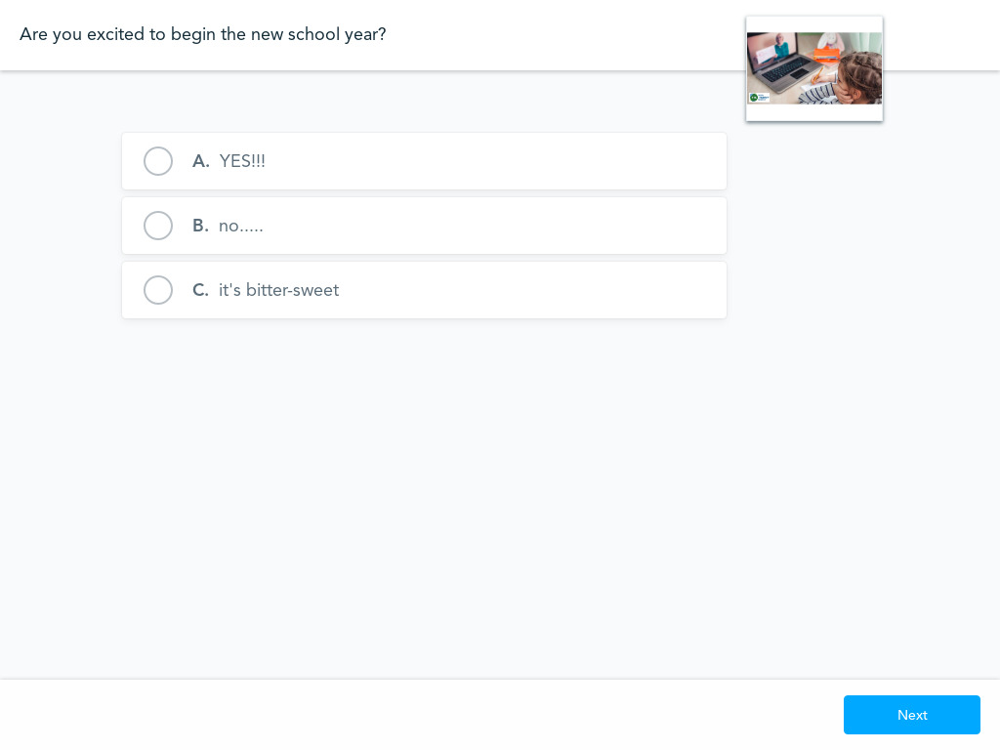 Are you excited to begin the new school year?
A. YES!!!
B. no.....
C. it's bitter-sweet
Next